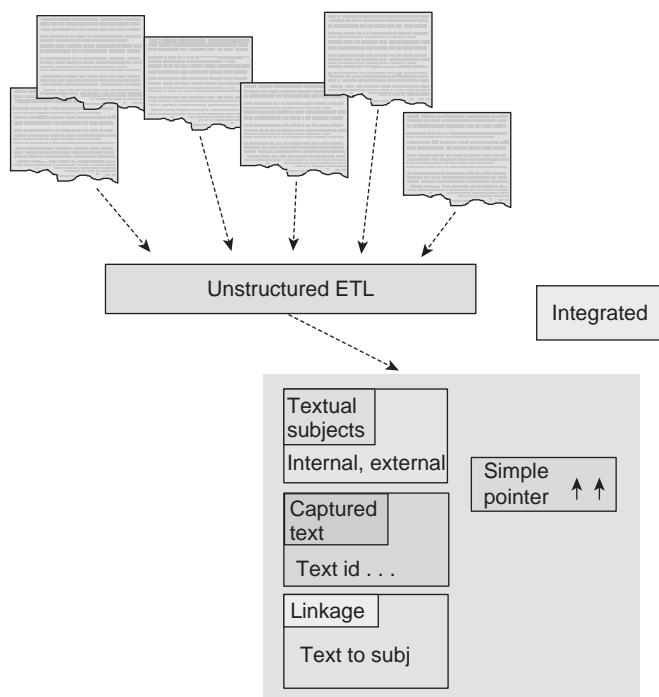 Unstructured ETL
Integrated
Textual
subjects
Internal, external
Simple
pointer
Captured
text
Text id . . .
Linkage
Text to subj